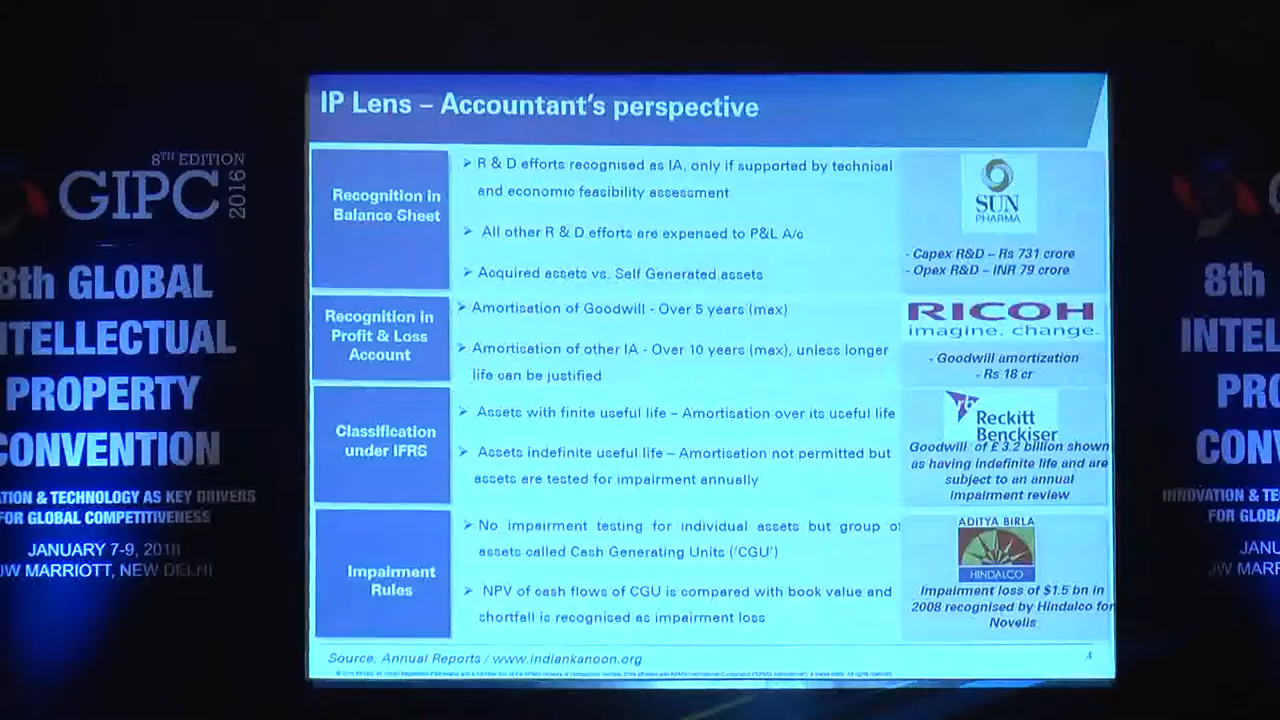 8TH EDITION
GIPC 2016
8th GLOBAL
INTELLECTUAL
PROPERTY
CONVENTION
& TECHNOLOGY AS KEY DRIVERS
FOR GLOBAL COMPETITIVENESS
JANUARY 7-9,
JW MARRIOTT, NEW DELHI
IP Lens – Accountant's perspective
Recognition in
Balance Sheet
➢ R & D efforts recognised as IA, only if supported by technical
and economic feasibility assessment
➢ All other R & D efforts are expensed to P&L A/c
➢ Acquired assets vs. Self Generated assets
SUN
PHARMA
- Capex R&D – Rs 731 crore
- Opex R&D – INR 79 crore
Recognition in
Profit & Loss
Account
➢ Amortisation of Goodwill - Over 5 years (max)
➢ Amortisation of other IA - Over 10 years (max), unless longer
life can be justified
RICOH
imagine. change.
- Goodwill amortization
- Rs 18 cr
Classification
under IFRS
➢ Assets with finite useful life – Amortisation over its useful life
➢ Assets indefinite useful life – Amortisation not permitted but
assets are tested for impairment annually
rb
Reckitt
Benckiser
Goodwill of £ 3.2 billion shown
as having indefinite life and are
subject to an annual
Impairment review
Impairment
Rules
➢ No impairment testing for individual assets but group of
assets called Cash Generating Units ('CGU')
➢ NPV of cash flows of CGU is compared with book value and
shortfall is recognised as impairment loss
ADITYA BIRLA
HINDALCO
Impairment loss of $1.5 bn in
2008 recognised by Hindalco for
Novelis
Source: Annual Reports / www.indiankanoon.org
4
8th
INTEL
PRO
CONV
INNOVATION & TE
FOR GLOBA
JANU
JW MARR